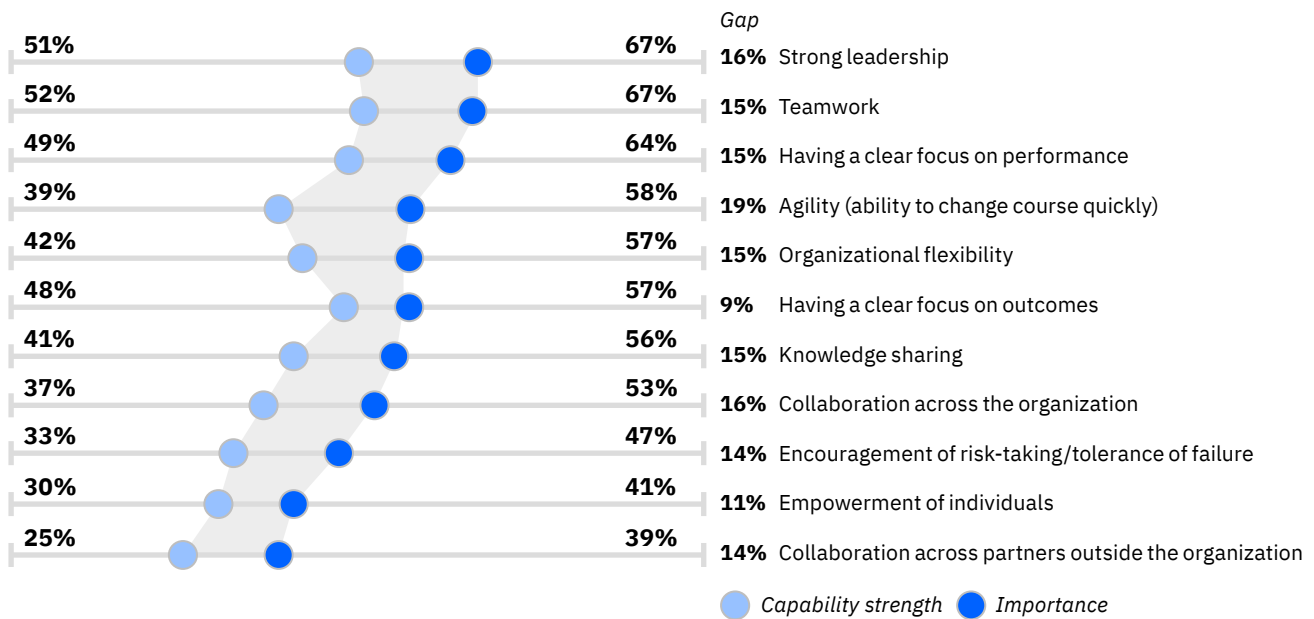 Gap
51% 67% 16% Strong leadership
52% 67% 15% Teamwork
49% 64% 15% Having a clear focus on performance
39% 58% 19% Agility (ability to change course quickly)
42% 57% 15% Organizational flexibility
48% 57% 9% Having a clear focus on outcomes
41% 56% 15% Knowledge sharing
37% 53% 16% Collaboration across the organization
33% 47% 14% Encouragement of risk-taking/tolerance of failure
30% 41% 11% Empowerment of individuals
25% 39% 14% Collaboration across partners outside the organization
Capability strength Importance